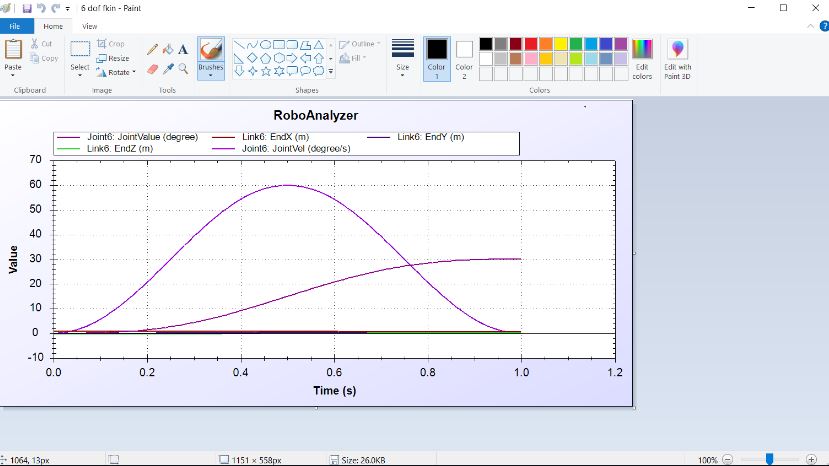 6 dof fkin - Paint
File Home View
Paste
Cut
Copy
Clipboard
Select
Crop
Resize
Rotate
Image
A
Tools
Brushes
Outline
Fill
Shapes
Size
Color 1
Color 2
Colors
Edit colors
Edit with Paint 3D
RoboAnalyzer
Joint6: JointValue (degree) Link6: EndX (m) Link6: EndY (m)
Link6: EndZ (m) Joint6: JointVel (degree/s)
70
60
50
40
30
20
10
0
-10
Value
0.0 0.2 0.4 0.6 0.8 1.0 1.2
Time (s)
1064, 13px 1151 × 558px Size: 26.0KB 100%